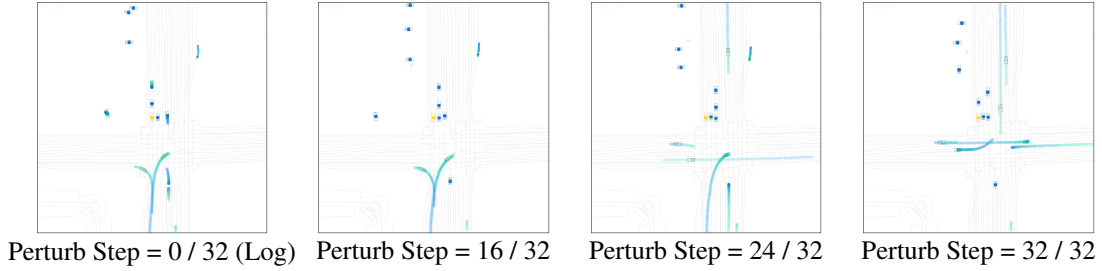 Perturb Step = 0 / 32 (Log)
Perturb Step = 16 / 32
Perturb Step = 24 / 32
Perturb Step = 32 / 32